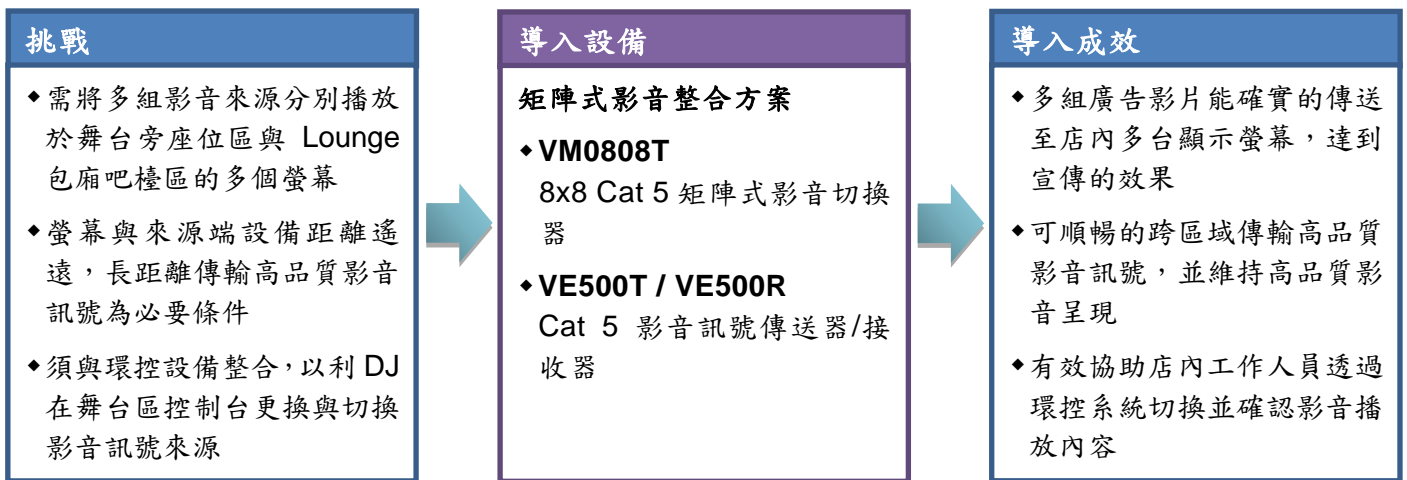 挑戰
◆需將多組影音來源分別播放
於舞台旁座位區與 Lounge
包廂吧檯區的多個螢幕
◆螢幕與來源端設備距離遙
遠，長距離傳輸高品質影音
訊號為必要條件
◆須與環控設備整合，以利 DJ
在舞台區控制台更換與切換
影音訊號來源
導入設備
矩陣式影音整合方案
◆VM0808T
8x8 Cat 5 矩陣式影音切換
器
◆VE500T / VE500R
Cat 5 影音訊號傳送器/接
收器
導入成效
◆多組廣告影片能確實的傳送
至店內多台顯示螢幕，達到
宣傳的效果
◆可順暢的跨區域傳輸高品質
影音訊號，並維持高品質影
音呈現
◆有效協助店內工作人員透過
環控系統切換並確認影音播
放內容